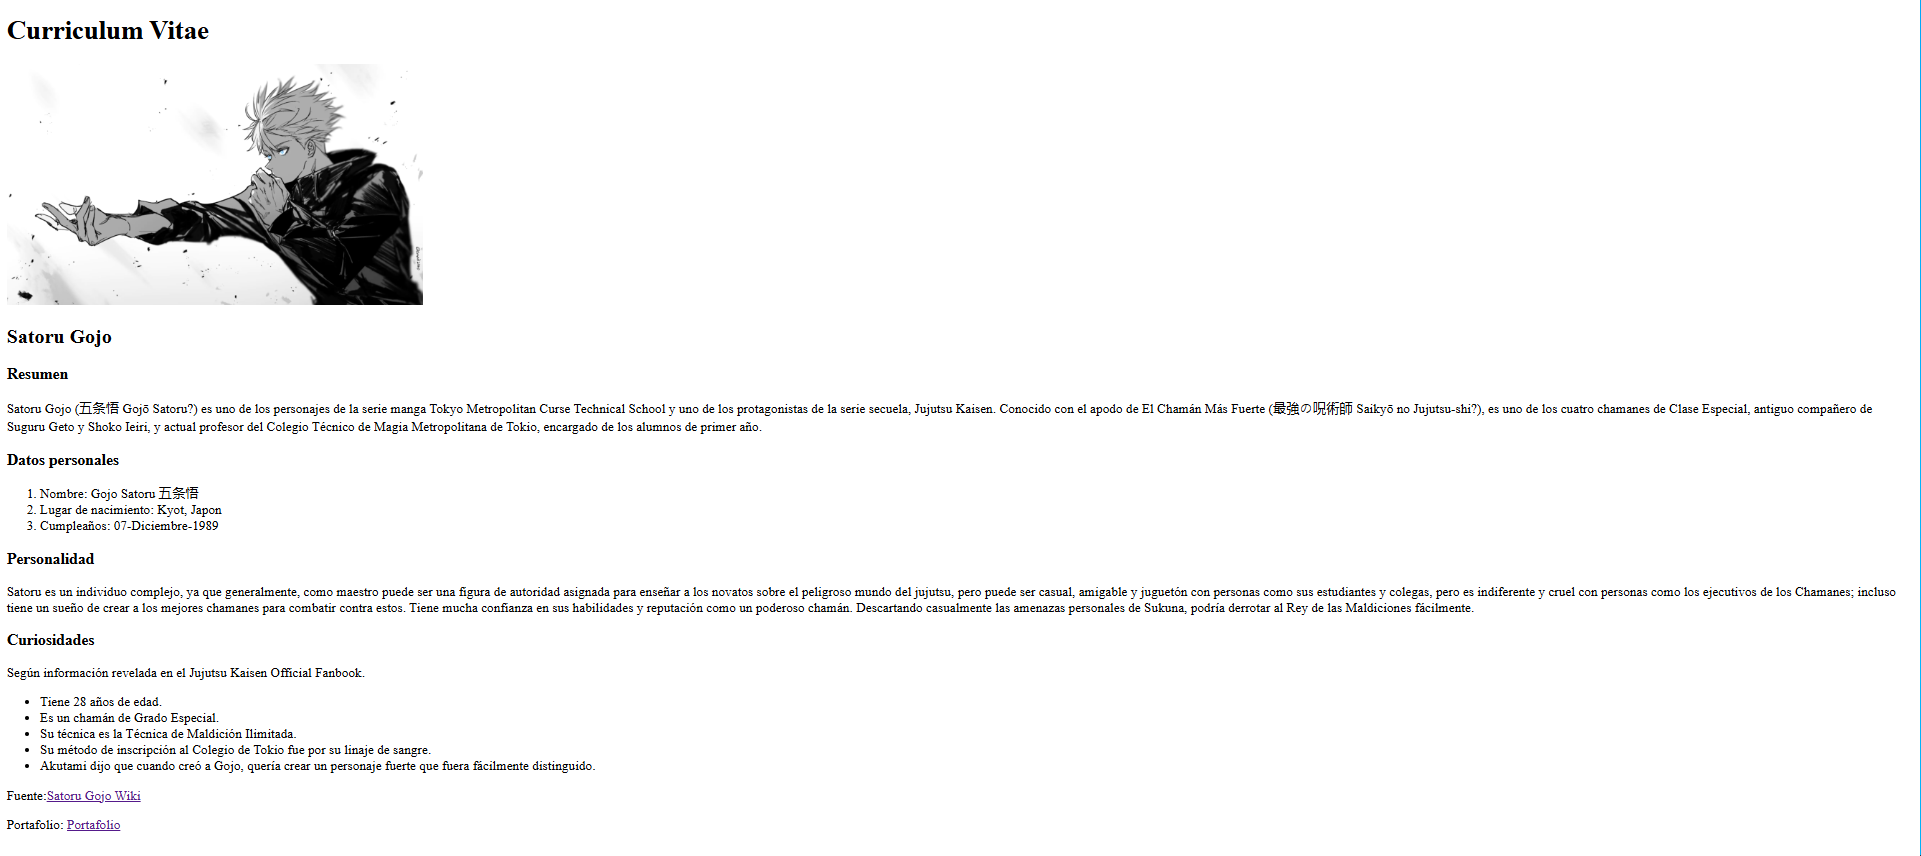 Curriculum Vitae
Satoru Gojo
Resumen
Satoru Gojo (五条悟 Gojō Satoru?) es uno de los personajes de la serie manga Tokyo Metropolitan Curse Technical School y uno de los protagonistas de la serie secuela, Jujutsu Kaisen. Conocido con el apodo de El Chamán Más Fuerte (最強の呪術師 Saikyō no Jujutsu-shi?), es uno de los cuatro chamanes de Clase Especial, antiguo compañero de
Suguru Geto y Shoko Ieiri, y actual profesor del Colegio Técnico de Magia Metropolitana de Tokio, encargado de los alumnos de primer año.
Datos personales
1. Nombre: Gojo Satoru 五条悟
2. Lugar de nacimiento: Kyot, Japon
3. Cumpleaños: 07-Diciembre-1989
Personalidad
Satoru es un individuo complejo, ya que generalmente, como maestro puede ser una figura de autoridad asignada para enseñar a los novatos sobre el peligroso mundo del jujutsu, pero puede ser casual, amigable y juguetón con personas como sus estudiantes y colegas, pero es indiferente y cruel con personas como los ejecutivos de los Chamanes; incluso
tiene un sueño de crear a los mejores chamanes para combatir contra estos. Tiene mucha confianza en sus habilidades y reputación como un poderoso chamán. Descartando casualmente las amenazas personales de Sukuna, podría derrotar al Rey de las Maldiciones fácilmente.
Curiosidades
Según información revelada en el Jujutsu Kaisen Official Fanbook.
• Tiene 28 años de edad.
• Es un chamán de Grado Especial.
• Su técnica es la Técnica de Maldición Ilimitada.
• Su método de inscripción al Colegio de Tokio fue por su linaje de sangre.
• Akutami dijo que cuando creó a Gojo, quería crear un personaje fuerte que fuera fácilmente distinguido.
Fuente:Satoru Gojo Wiki
Portafolio: Portafolio